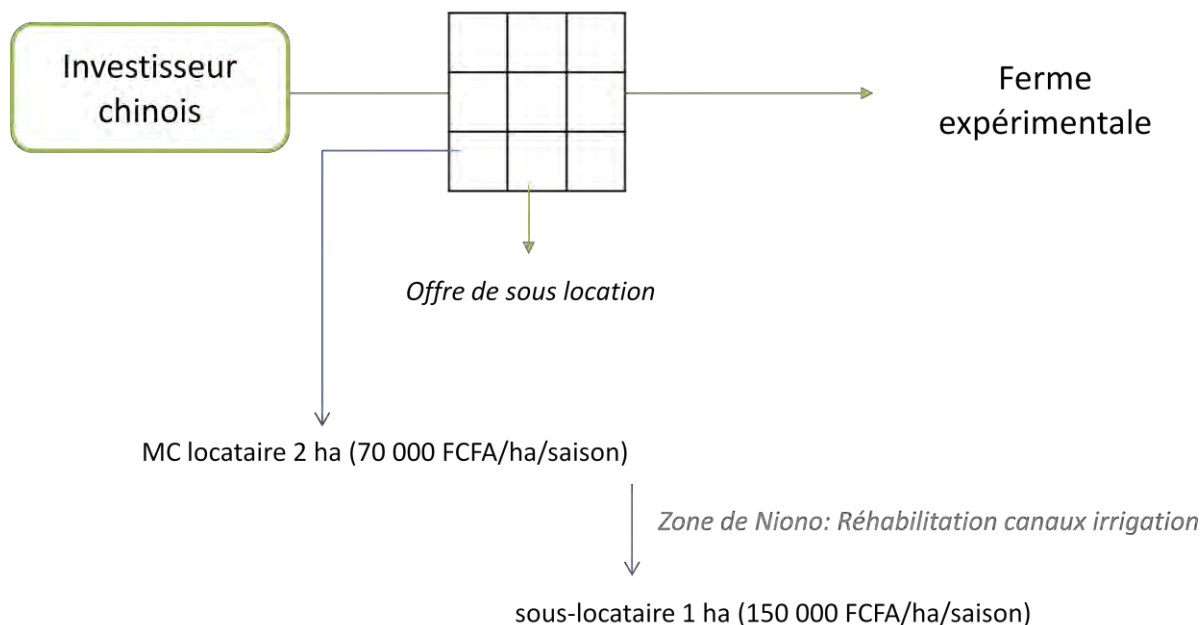 Investisseur
chinois
Ferme
expérimentale
Offre de sous location
MC locataire 2 ha (70 000 FCFA/ha/saison)
Zone de Niono: Réhabilitation canaux irrigation
sous-locataire 1 ha (150 000 FCFA/ha/saison)